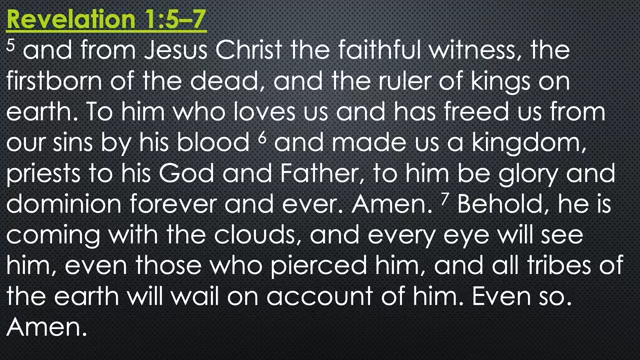 Revelation 1:5–7
5 and from Jesus Christ the faithful witness, the
firstborn of the dead, and the ruler of kings on
earth. To him who loves us and has freed us from
our sins by his blood 6 and made us a kingdom,
priests to his God and Father, to him be glory and
dominion forever and ever. Amen. 7 Behold, he is
coming with the clouds, and every eye will see
him, even those who pierced him, and all tribes of
the earth will wail on account of him. Even so.
Amen.